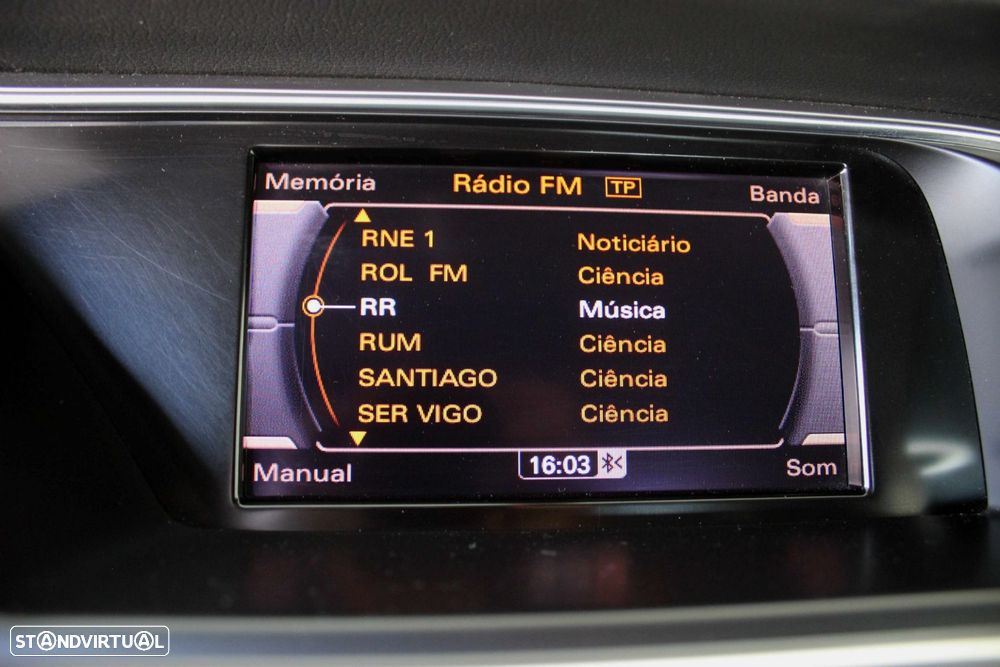 Memória Rádio FM TP Banda
RNE 1 Noticiário
ROL FM Ciência
RR Música
RUM Ciência
SANTIAGO Ciência
SER VIGO Ciência
Manual 16:03 Som
STANDVIRTUAL